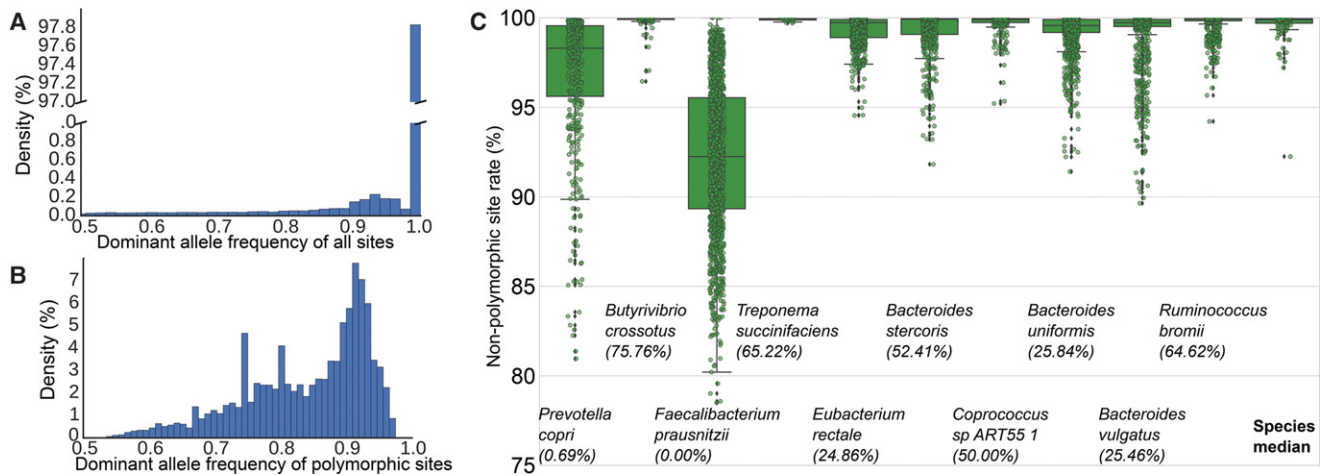 A
97.8
97.6
97.4
97.2
97.0
.0
0.8
0.6
0.4
0.2
0.0
Density (%)
0.5 0.6 0.7 0.8 0.9 1.0
Dominant allele frequency of all sites
B
7
6
5
4
3
2
1
0
Density (%)
0.5 0.6 0.7 0.8 0.9 1.0
Dominant allele frequency of polymorphic sites
C
100
95
90
85
80
75
Non-polymorphic site rate (%)
Butyrivibrio
crossotus
(75.76%)
Treponema
succinifaciens
(65.22%)
Bacteroides
stercoris
(52.41%)
Bacteroides
uniformis
(25.84%)
Ruminococcus
bromii
(64.62%)
Prevotella
copri
(0.69%)
Faecalibacterium
prausnitzii
(0.00%)
Eubacterium
rectale
(24.86%)
Coprococcus
sp ART55 1
(50.00%)
Bacteroides
vulgatus
(25.46%)
Species
median